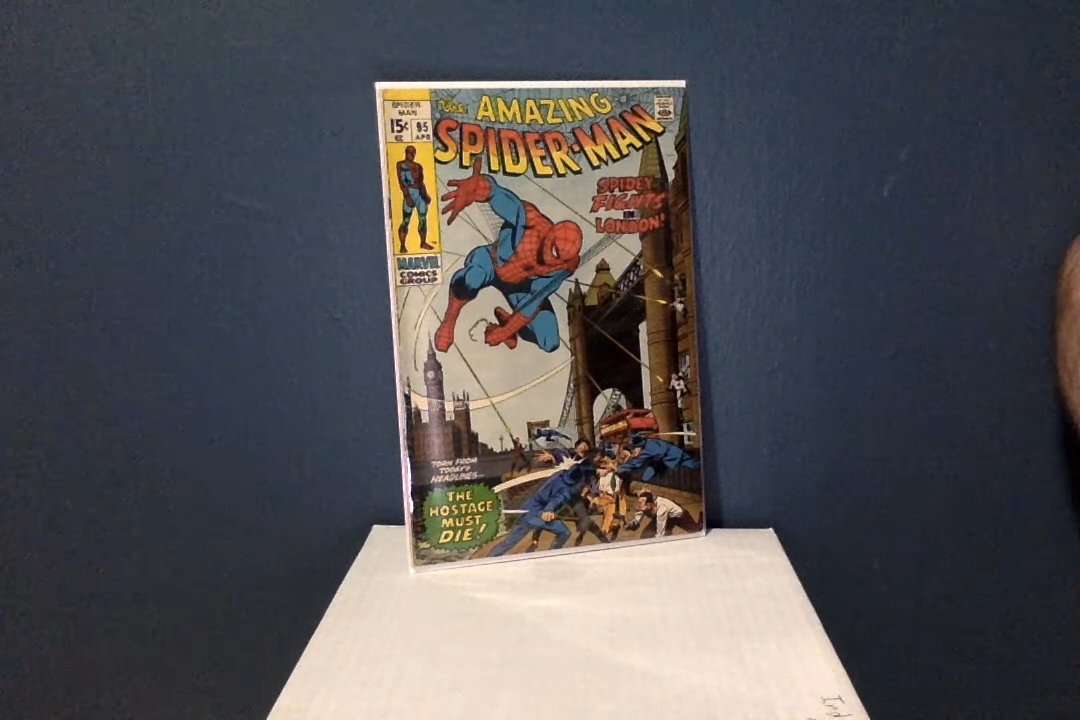 SPIDER-
MAN
15¢
95
APR
The
AMAZING
SPIDER-MAN
SPIDEY
FIGHTS
IN
LONDON!
MARVEL
COMICS
GROUP
TORN FROM
TODAY'S
HEADLINES—
THE
HOSTAGE
MUST
DIE!